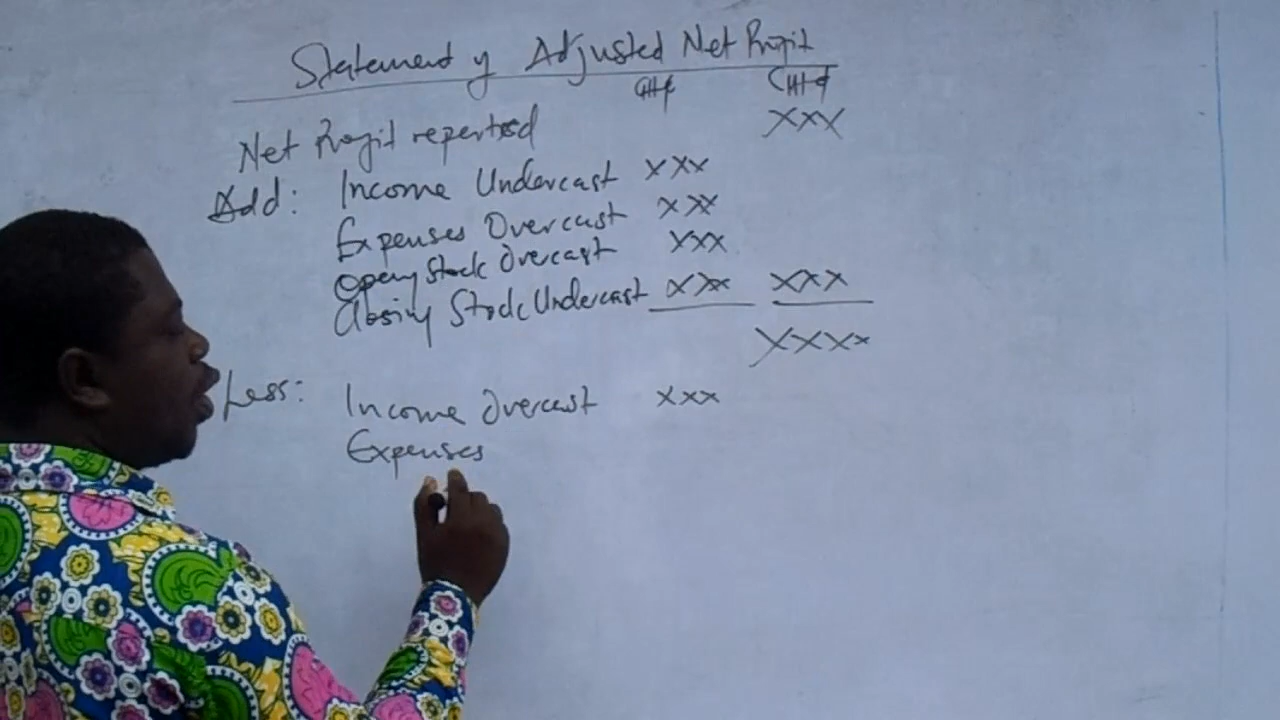 Statement of Adjusted Net Profit
GH¢ GH¢
Net Profit reported XXX
Add: Income Undercast XXX
Expenses Overcast XXX
Opening Stock Overcast XXX
Closing Stock Undercast XXX XXX
XXXX
Less: Income Overcast XXX
Expenses